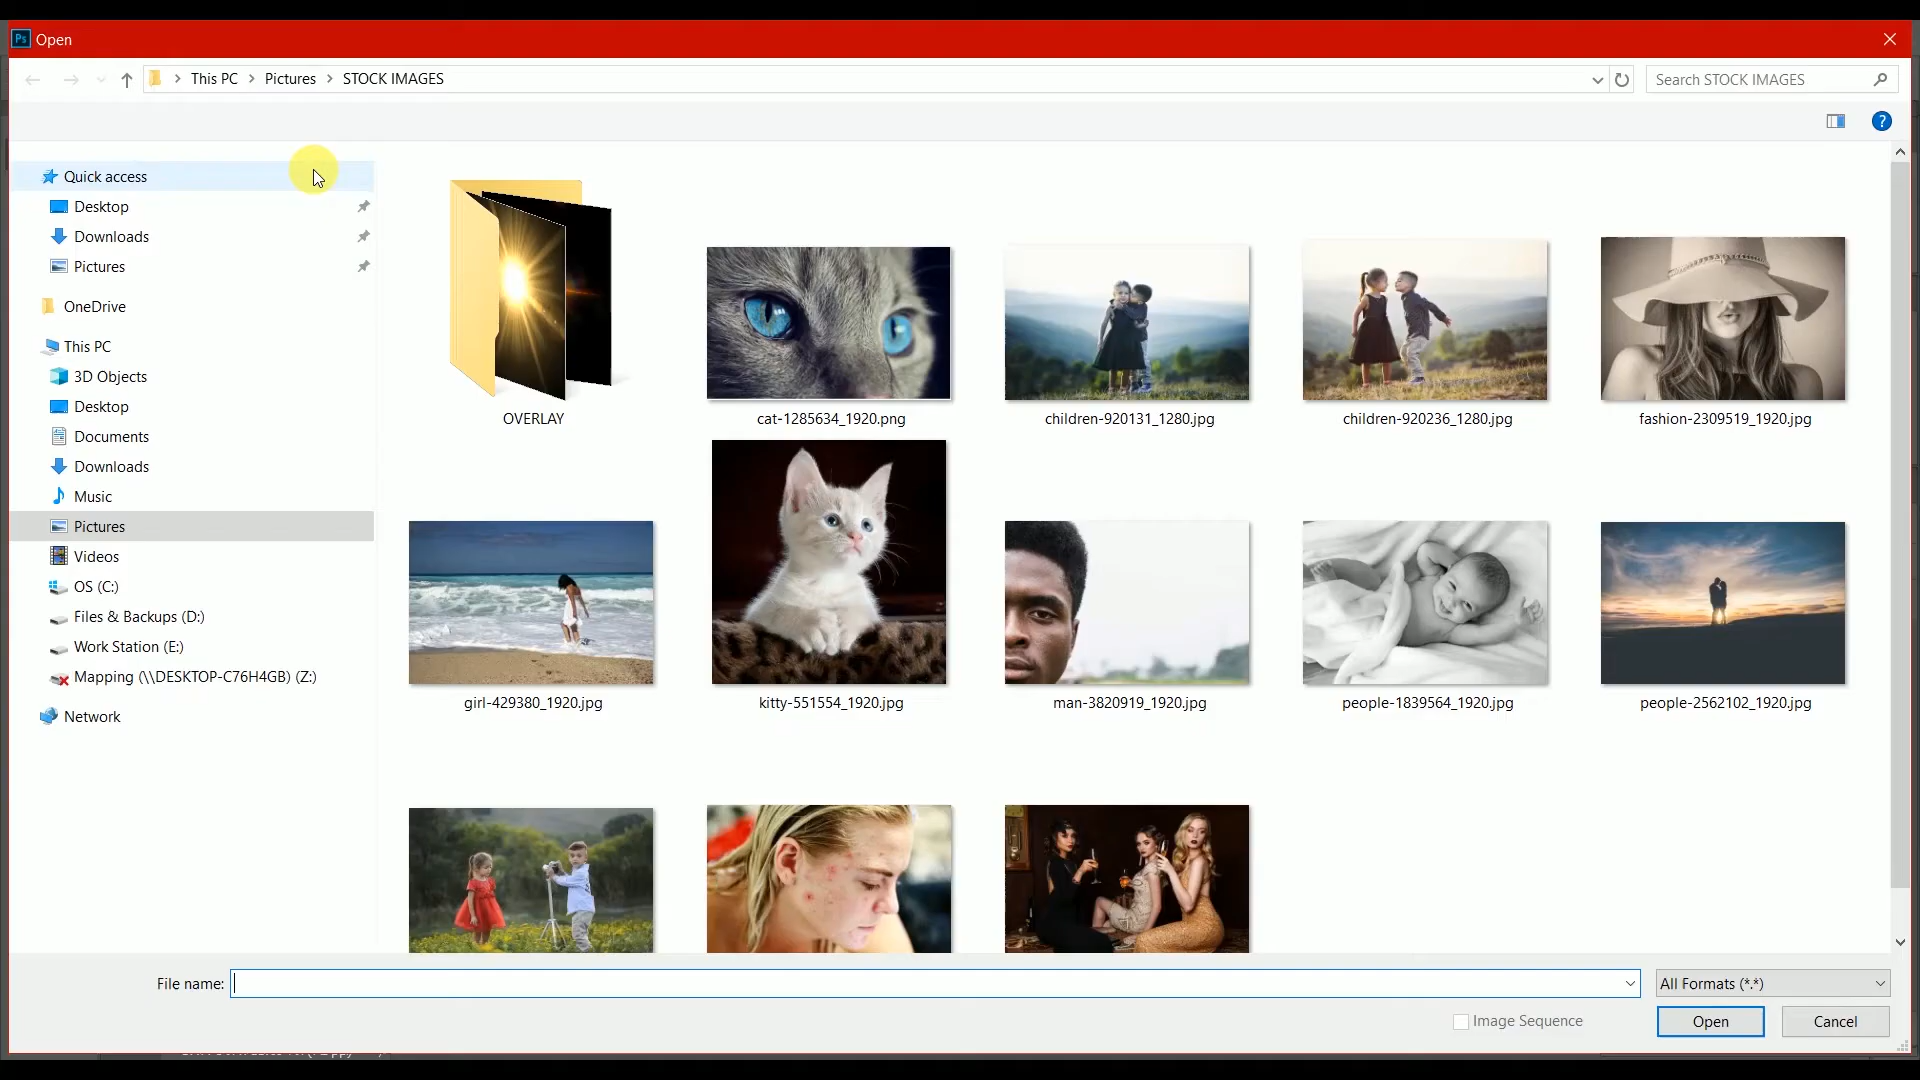 Ps Open
This PC > Pictures > STOCK IMAGES
Search STOCK IMAGES
?
Quick access
Desktop
Downloads
Pictures
OneDrive
This PC
3D Objects
Desktop
Documents
Downloads
Music
Pictures
Videos
OS (C:)
Files & Backups (D:)
Work Station (E:)
Mapping (\\DESKTOP-C76H4GB) (Z:)
Network
OVERLAY
cat-1285634_1920.png
children-920131_1280.jpg
children-920236_1280.jpg
fashion-2309519_1920.jpg
girl-429380_1920.jpg
kitty-551554_1920.jpg
man-3820919_1920.jpg
people-1839564_1920.jpg
people-2562102_1920.jpg
File name:
All Formats (*.*)
Image Sequence
Open
Cancel